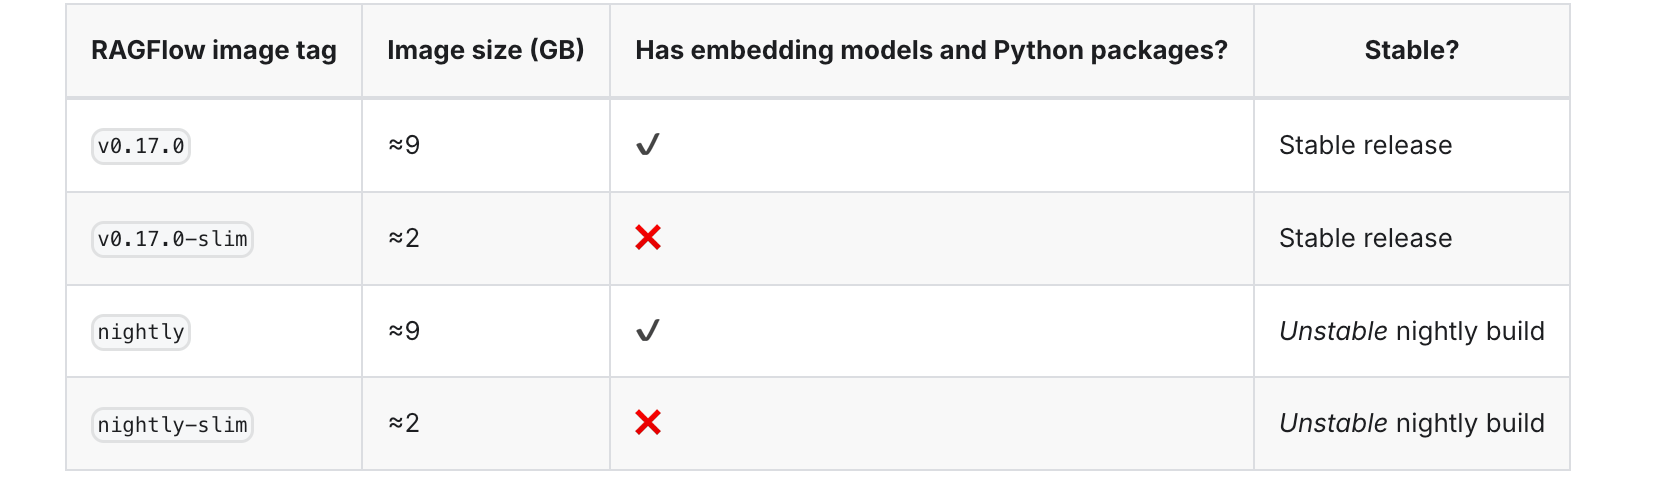 RAGFlow image tag Image size (GB) Has embedding models and Python packages? Stable?
v0.17.0 ≈9 ✔️ Stable release
v0.17.0-slim ≈2 ❌ Stable release
nightly ≈9 ✔️ Unstable nightly build
nightly-slim ≈2 ❌ Unstable nightly build